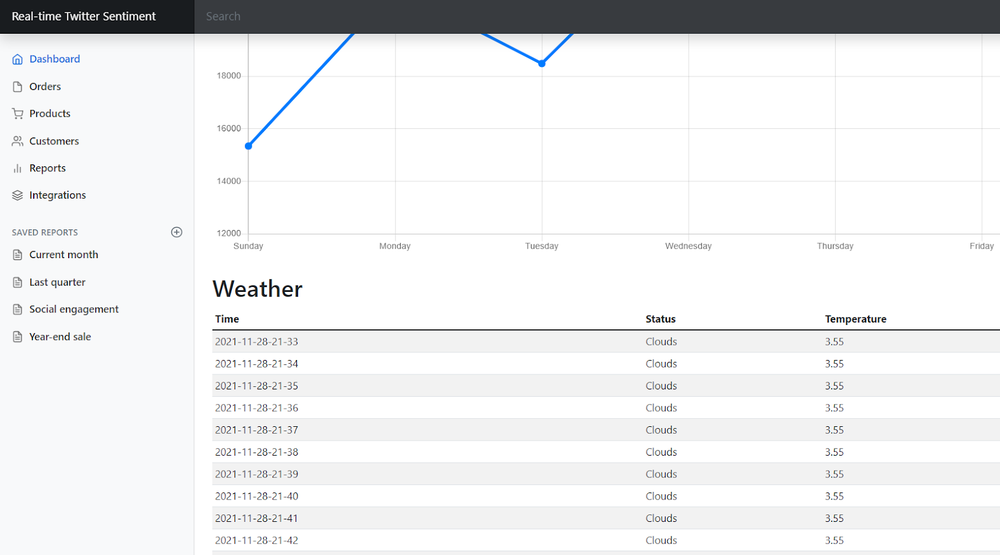 Real-time Twitter Sentiment
Search
Dashboard
Orders
Products
Customers
Reports
Integrations
SAVED REPORTS
Current month
Last quarter
Social engagement
Year-end sale
18000
16000
14000
12000
Sunday Monday Tuesday Wednesday Thursday Friday
Weather
Time Status Temperature
2021-11-28-21-33 Clouds 3.55
2021-11-28-21-34 Clouds 3.55
2021-11-28-21-35 Clouds 3.55
2021-11-28-21-36 Clouds 3.55
2021-11-28-21-37 Clouds 3.55
2021-11-28-21-38 Clouds 3.55
2021-11-28-21-39 Clouds 3.55
2021-11-28-21-40 Clouds 3.55
2021-11-28-21-41 Clouds 3.55
2021-11-28-21-42 Clouds 3.55